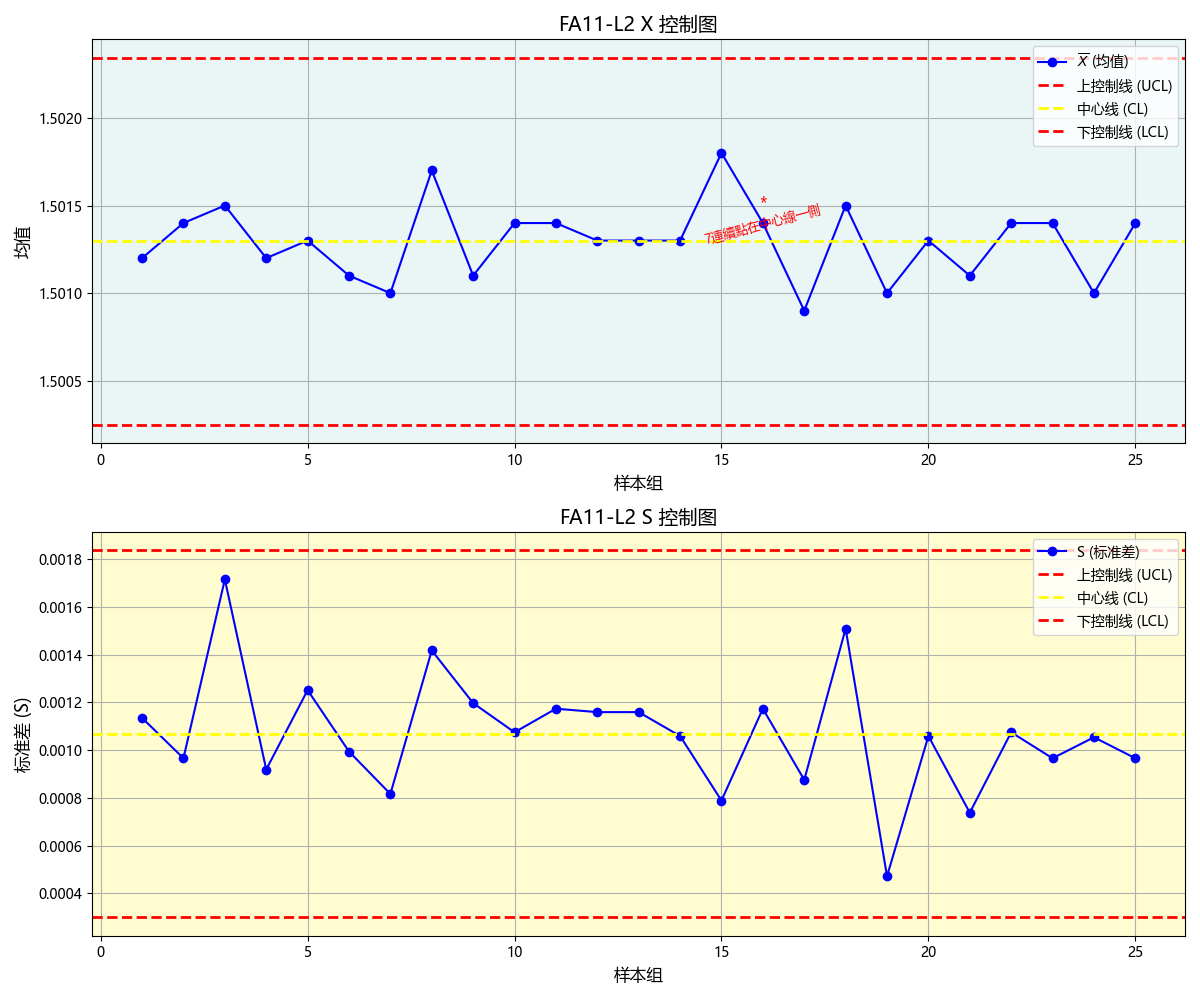 FA11-L2 X 控制图
X (均值)
上控制线 (UCL)
中心线 (CL)
下控制线 (LCL)
均值
1.5020
1.5015
1.5010
1.5005
*
7連續點在中心線一側
0 5 10 15 20 25
样本组
FA11-L2 S 控制图
S (标准差)
上控制线 (UCL)
中心线 (CL)
下控制线 (LCL)
标准差 (S)
0.0018
0.0016
0.0014
0.0012
0.0010
0.0008
0.0006
0.0004
0 5 10 15 20 25
样本组